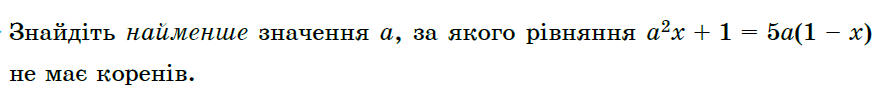 Знайдіть найменше значення a, за якого рівняння a²x + 1 = 5a(1 − x)
не має коренів.